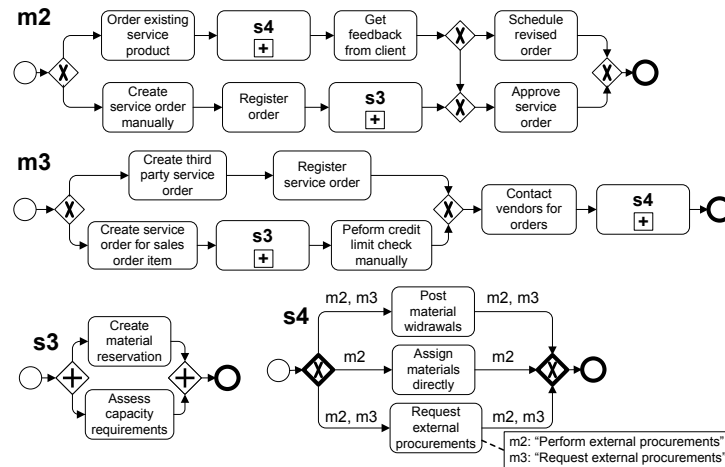 m2
Order existing
service
product
s4
+
Get
feedback
from client
X
Schedule
revised
order
X
X
Create
service order
manually
Register
order
s3
+
X
Approve
service
order
m3
Create third
party service
order
Register
service order
X
X
Contact
vendors for
orders
s4
+
Create service
order for sales
order item
s3
+
Peform credit
limit check
manually
s3
Create
material
reservation
+
+
Assess
capacity
requirements
s4
m2, m3
Post
material
widrawals
m2, m3
X
m2
Assign
materials
directly
m2
X
m2, m3
Request
external
procurements
m2, m3
m2: “Perform external procurements”
m3: “Request external procurements”